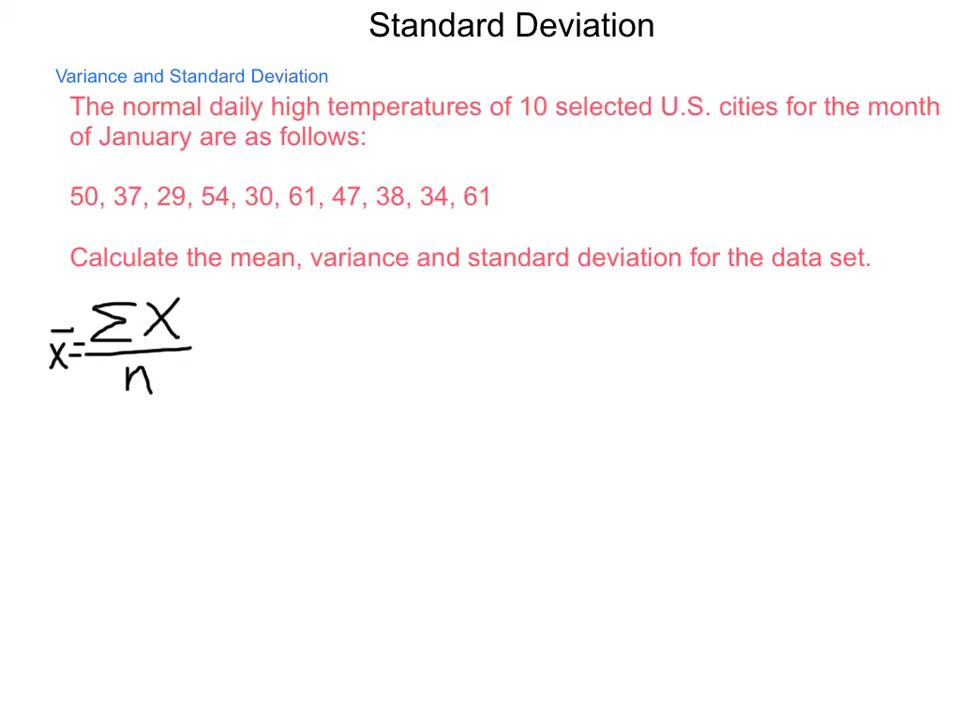 Standard Deviation
Variance and Standard Deviation
The normal daily high temperatures of 10 selected U.S. cities for the month
of January are as follows:
50, 37, 29, 54, 30, 61, 47, 38, 34, 61
Calculate the mean, variance and standard deviation for the data set.
x̄ = ΣX / n